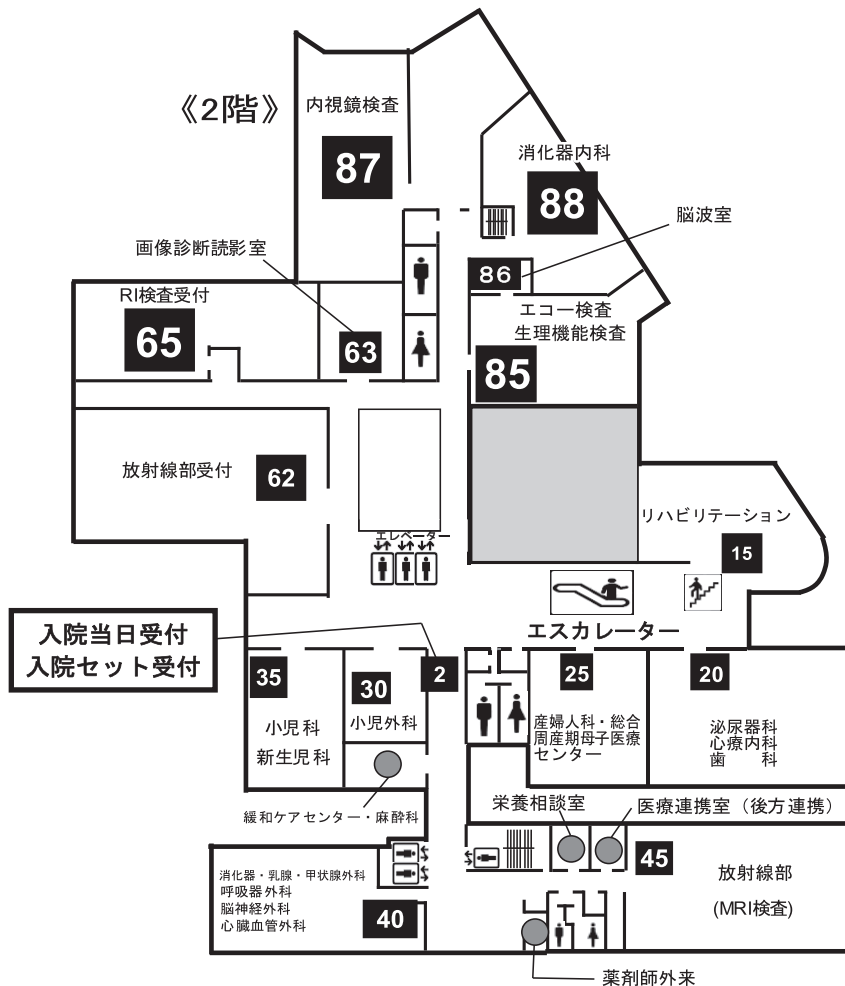 《2階》
内視鏡検査
87
消化器内科
88
脳波室
86
画像診断読影室
RI検査受付
65
63
エコー検査
生理機能検査
85
放射線部受付
62
エレベーター
リハビリテーション
15
エスカレーター
入院当日受付
入院セット受付
2
35
小児科
新生児科
30
小児外科
25
産婦人科・総合
周産期母子医療
センター
20
泌尿器科
心療内科
歯　　科
緩和ケアセンター・麻酔科
栄養相談室
医療連携室（後方連携）
45
放射線部
(MRI検査)
消化器・乳腺・甲状腺外科
呼吸器外科
脳神経外科
心臓血管外科
40
薬剤師外来